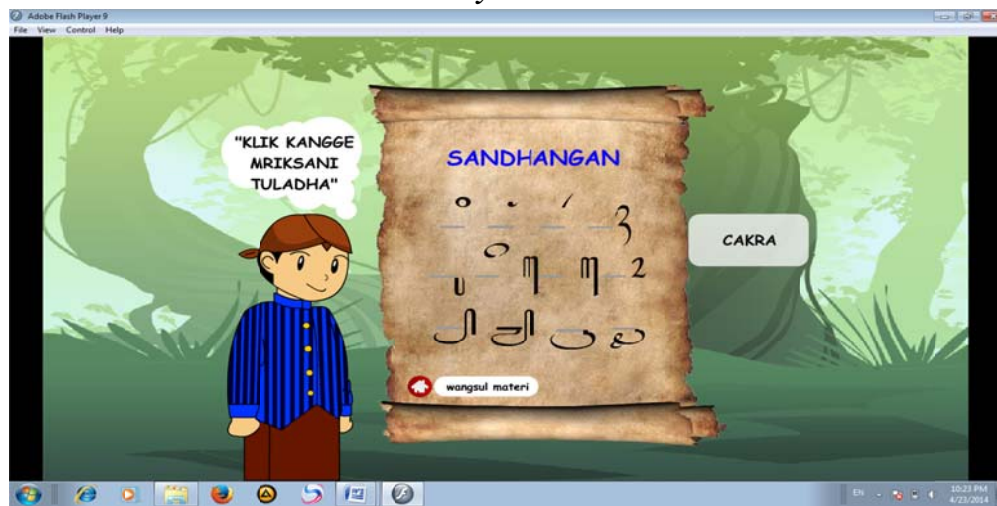 Adobe Flash Player 9
File View Control Help
"KLIK KANGGE
MRIKSANI
TULADHA"
SANDHANGAN
CAKRA
wangsul materi
EN
10:23 PM
4/23/2014